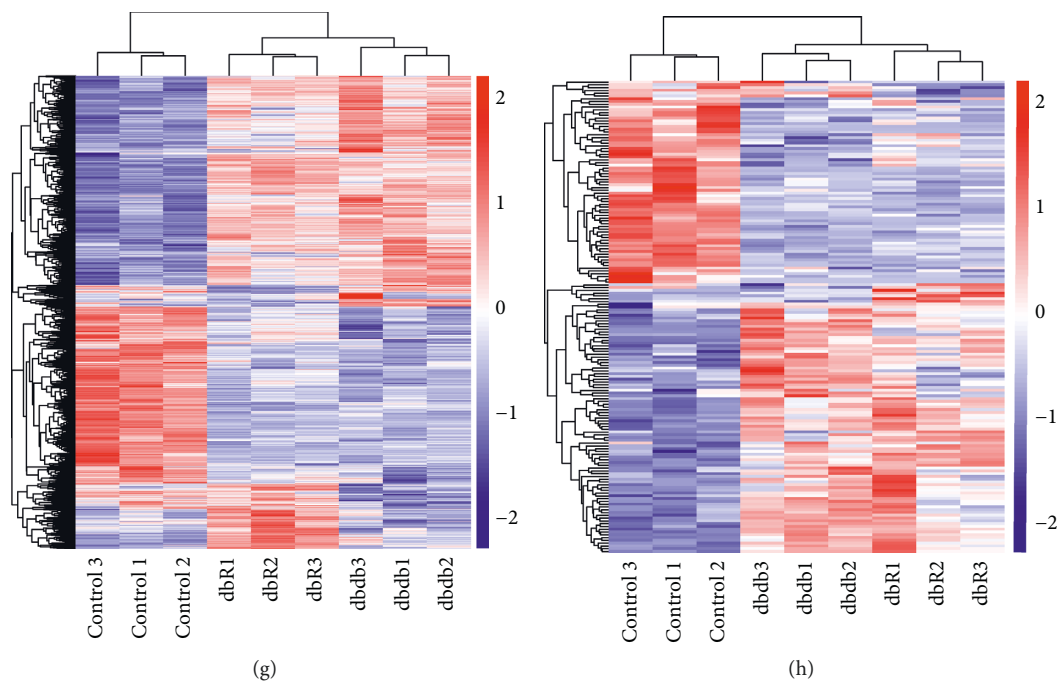 2
1
0
−1
−2
Control 3
Control 1
Control 2
dbR1
dbR2
dbR3
dbdb3
dbdb1
dbdb2
(g)
2
1
0
−1
−2
Control 3
Control 1
Control 2
dbdb3
dbdb1
dbdb2
dbR1
dbR2
dbR3
(h)